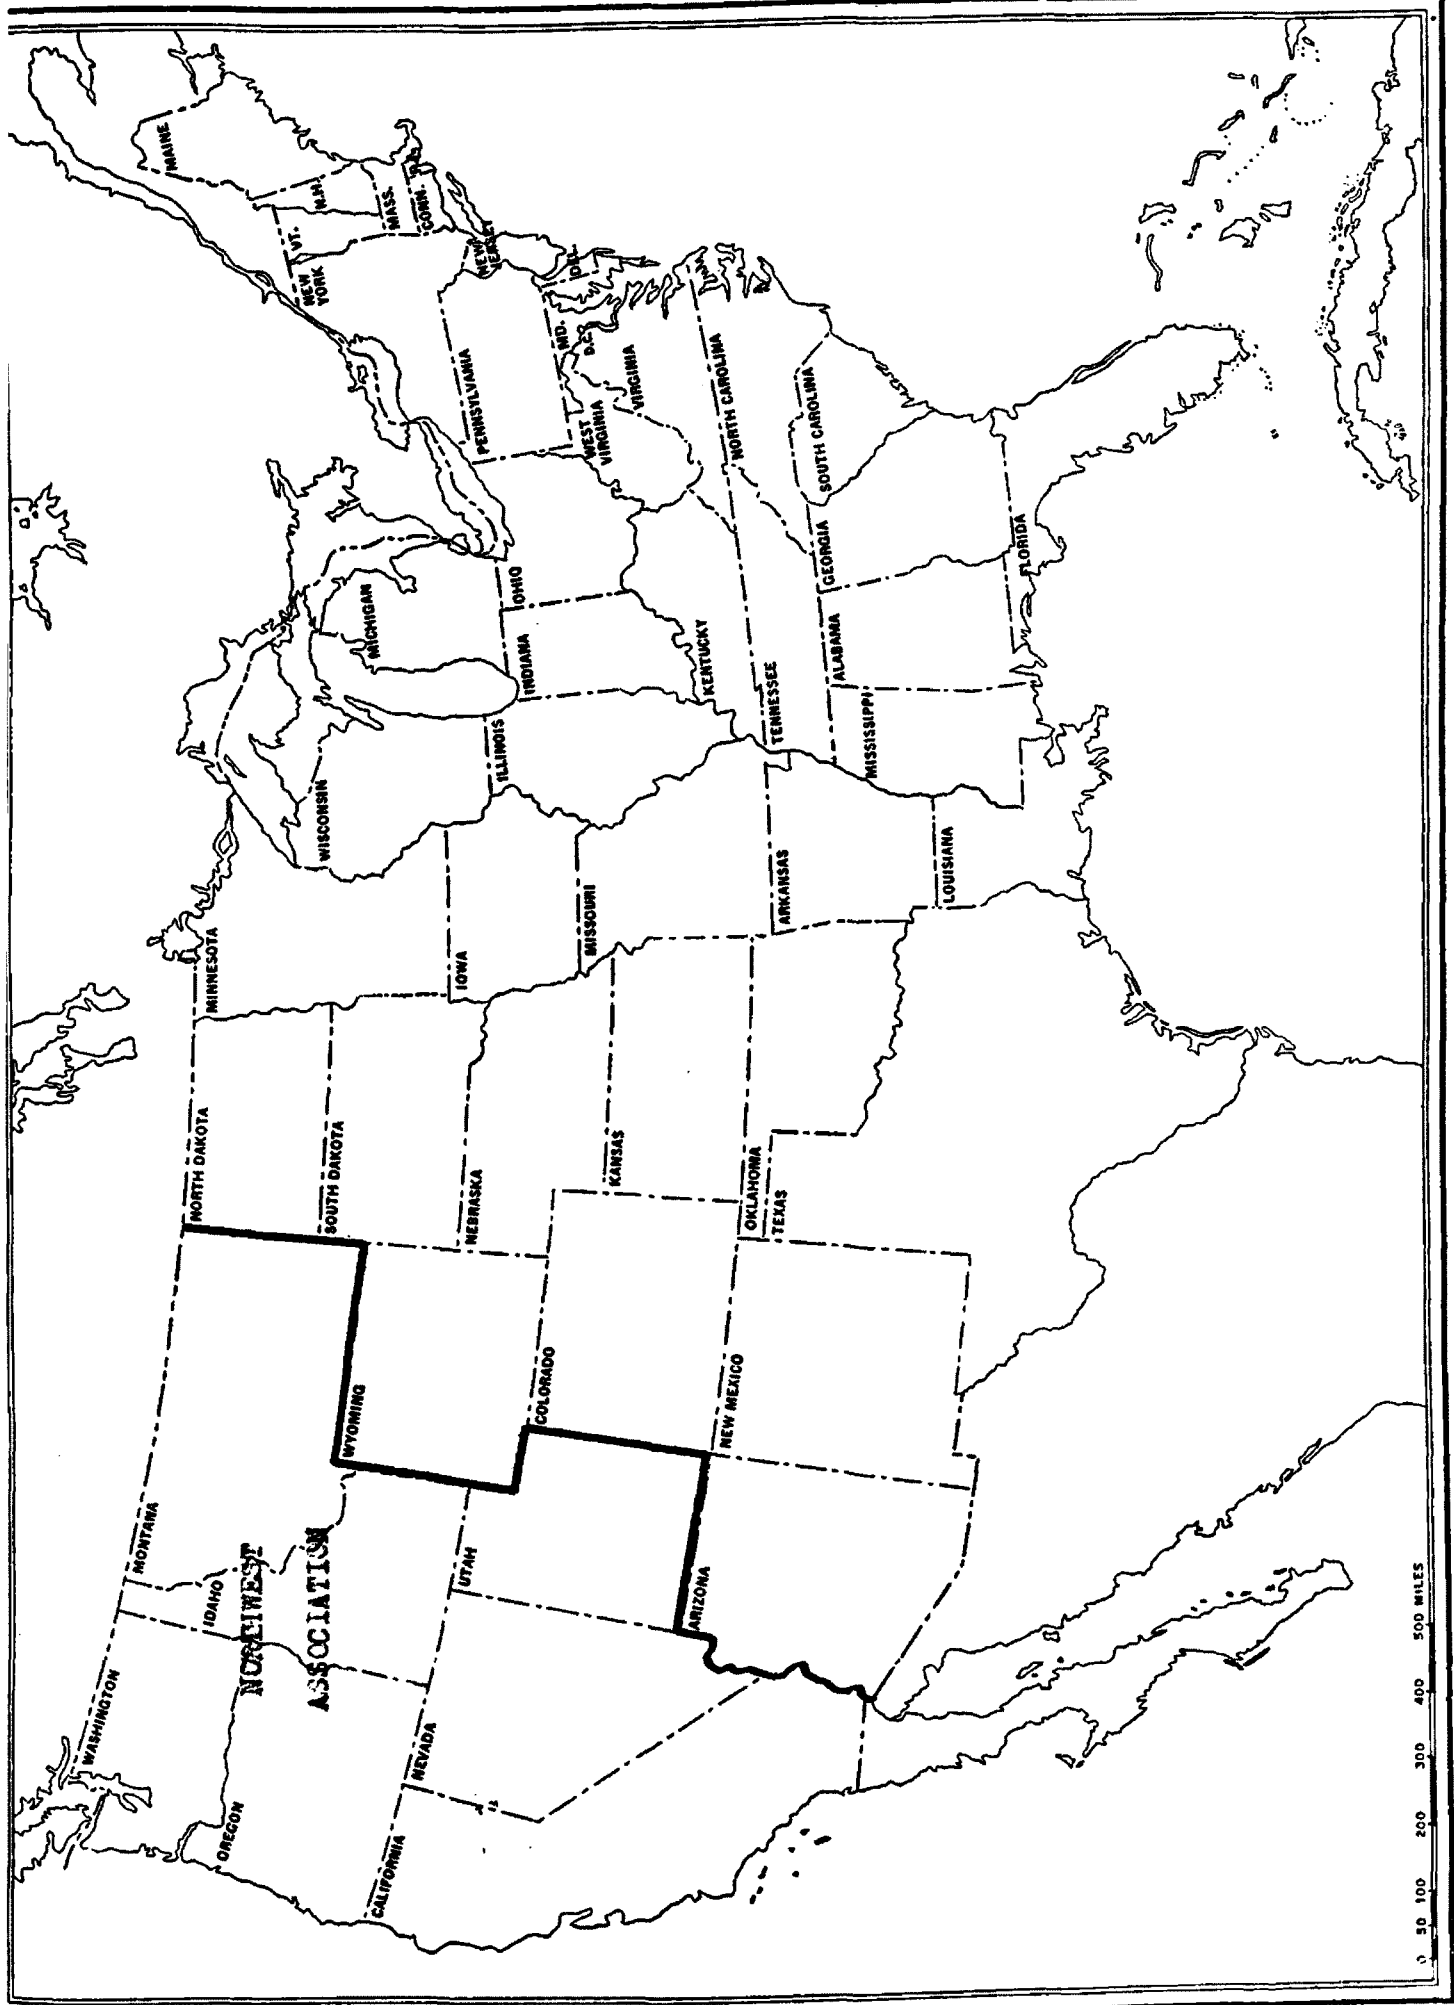 WASHINGTON
MONTANA
NORTH DAKOTA
MINNESOTA
MAINE
OREGON
IDAHO
NORTHWEST
ASSOCIATION
WYOMING
SOUTH DAKOTA
WISCONSIN
MICHIGAN
NEW
YORK
VT.
N.H.
MASS.
CONN.
CALIFORNIA
NEVADA
UTAH
COLORADO
NEBRASKA
IOWA
ILLINOIS
INDIANA
OHIO
PENNSYLVANIA
NEW
JERSEY
DEL.
MD.
D.C.
WEST
VIRGINIA
VIRGINIA
ARIZONA
NEW MEXICO
KANSAS
MISSOURI
KENTUCKY
NORTH CAROLINA
OKLAHOMA
TEXAS
ARKANSAS
TENNESSEE
SOUTH CAROLINA
LOUISIANA
MISSISSIPPI
ALABAMA
GEORGIA
FLORIDA
0 50 100 200 300 400 500 MILES